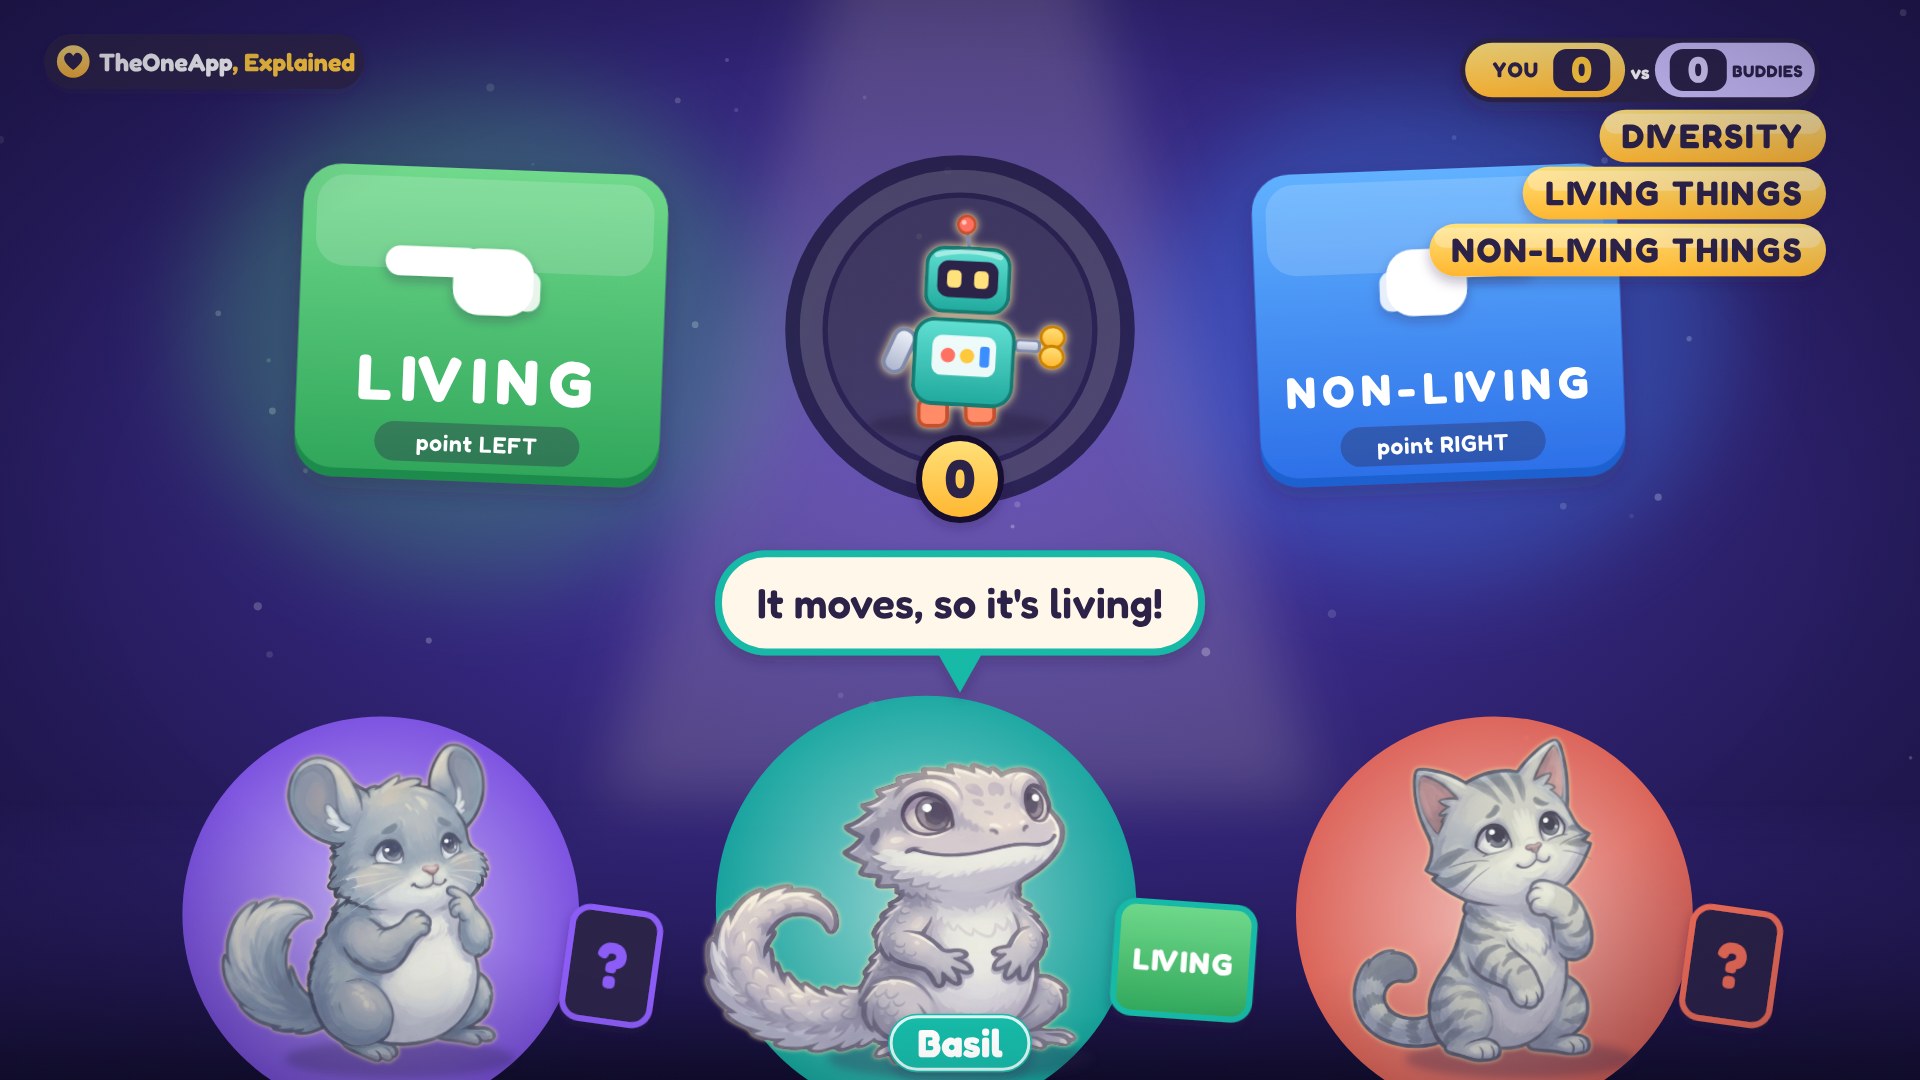 TheOneApp, Explained
YOU 0 vs 0 BUDDIES
DIVERSITY
LIVING THINGS
NON-LIVING THINGS
LIVING
point LEFT
NON-LIVING
point RIGHT
0
It moves, so it's living!
?
LIVING
?
Basil